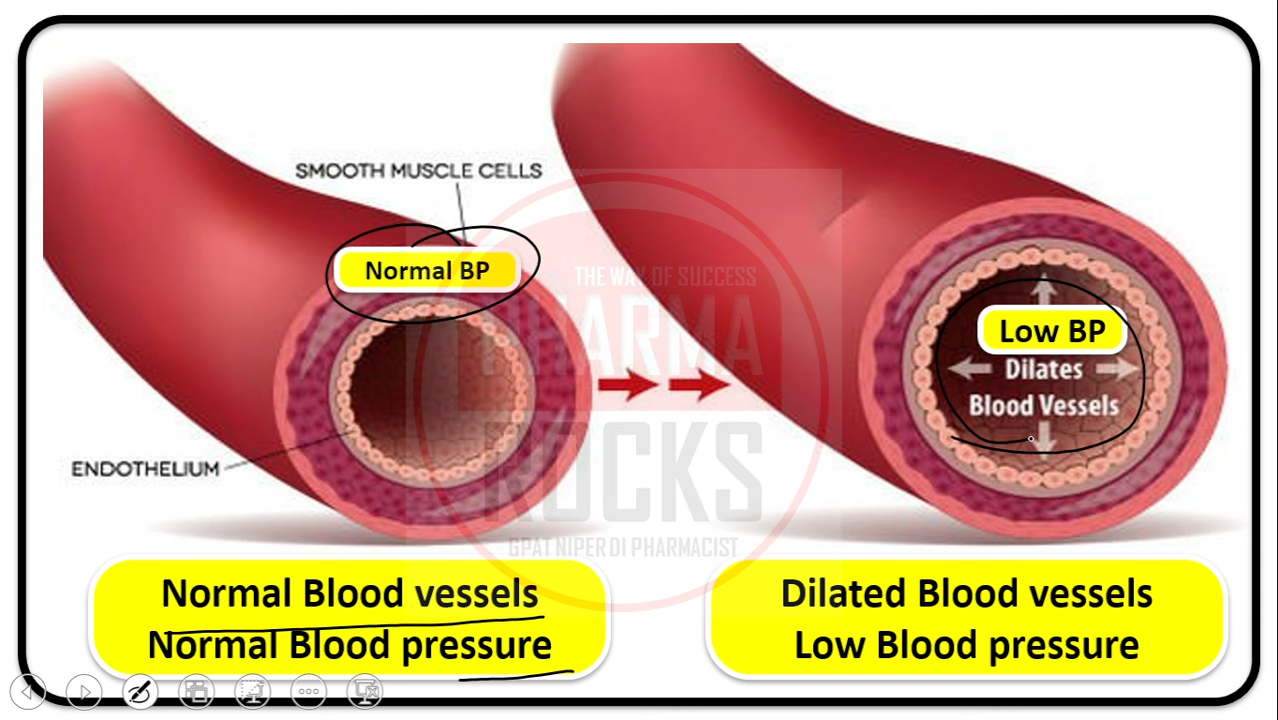 SMOOTH MUSCLE CELLS
Normal BP
ENDOTHELIUM
Normal Blood vessels
Normal Blood pressure
THE WAY OF SUCCESS
PHARMA
ROCKS
GPAT NIPER DI PHARMACIST
Low BP
Dilates
Blood Vessels
Dilated Blood vessels
Low Blood pressure